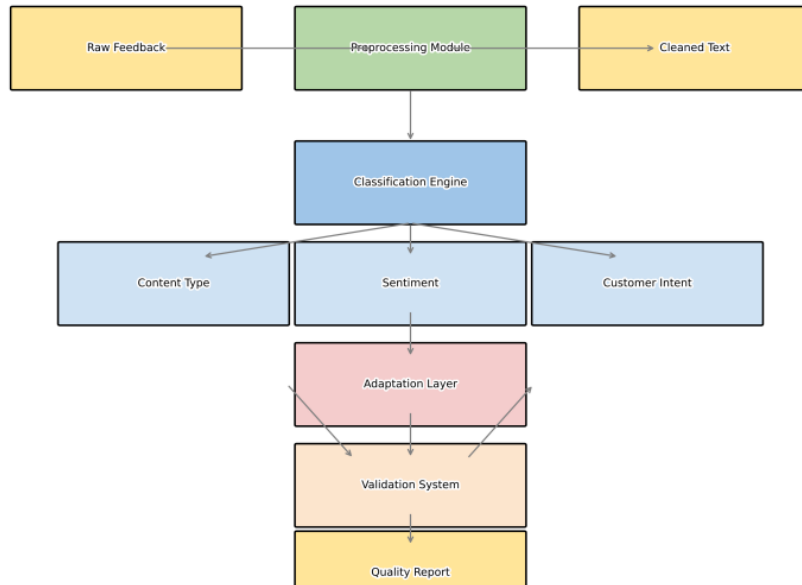 Raw Feedback
Preprocessing Module
Cleaned Text
Classification Engine
Content Type
Sentiment
Customer Intent
Adaptation Layer
Validation System
Quality Report